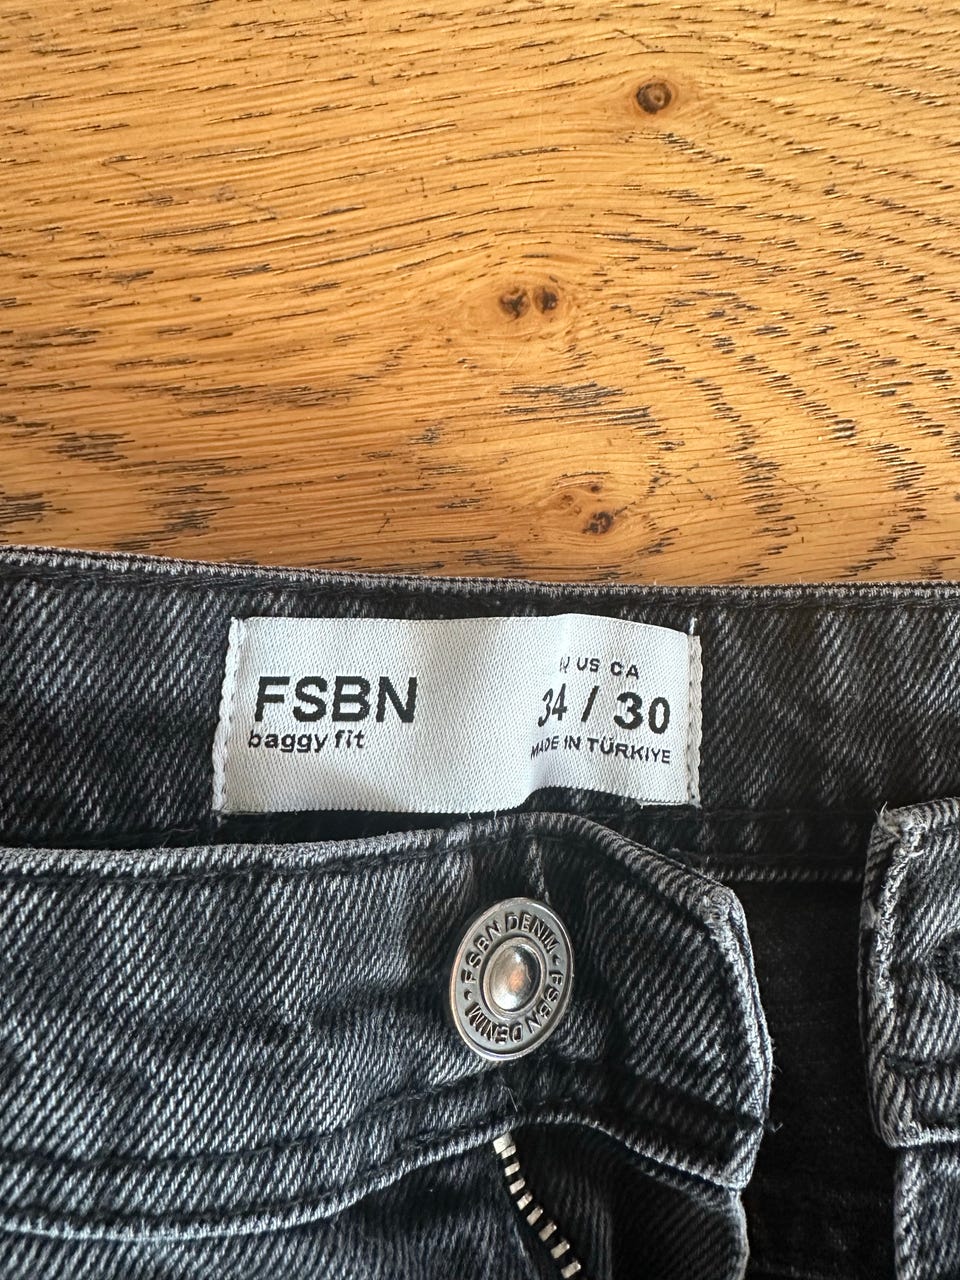 FSBN
baggy fit
US CA
34 / 30
MADE IN TÜRKIYE
FSBN DENIM · FSBN DENIM ·